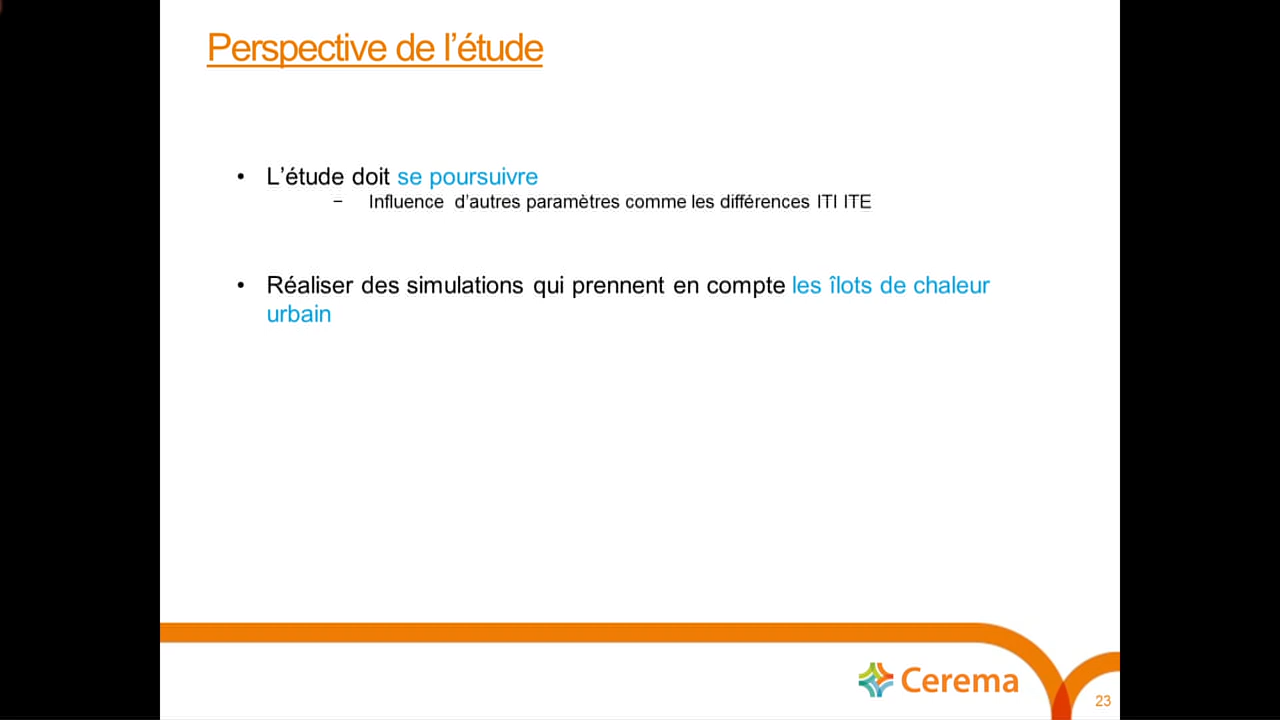 Perspective de l’étude
• L’étude doit se poursuivre
– Influence d’autres paramètres comme les différences ITI ITE
• Réaliser des simulations qui prennent en compte les îlots de chaleur
urbain
Cerema
23